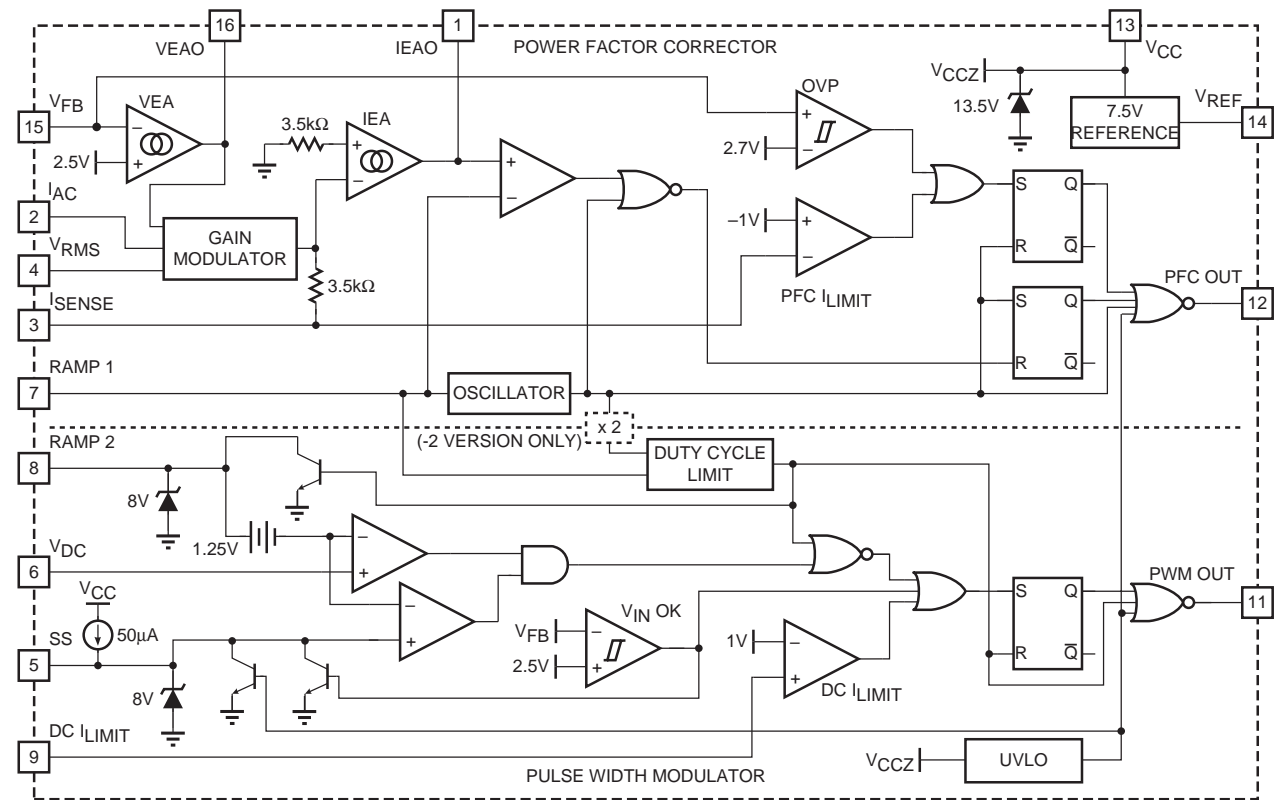 16
1
13
VEAO
IEAO
POWER FACTOR CORRECTOR
VCC
VCCZ
13.5V
7.5V
REFERENCE
VREF
14
VFB
15
VEA
−
2.5V
+
3.5kΩ
IEA
+
−
+
−
OVP
+
2.7V
−
IAC
2
VRMS
4
GAIN
MODULATOR
ISENSE
3
3.5kΩ
−1V
+
−
PFC ILIMIT
S
Q
R
Q̅
S
Q
R
Q̅
PFC OUT
12
RAMP 1
7
OSCILLATOR
x 2
(-2 VERSION ONLY)
RAMP 2
8
DUTY CYCLE
LIMIT
8V
1.25V
VDC
6
−
+
−
+
VCC
50µA
SS
5
8V
VIN OK
VFB
−
2.5V
+
1V
−
+
DC ILIMIT
S
Q
R
Q̅
PWM OUT
11
DC ILIMIT
9
VCCZ
UVLO
PULSE WIDTH MODULATOR